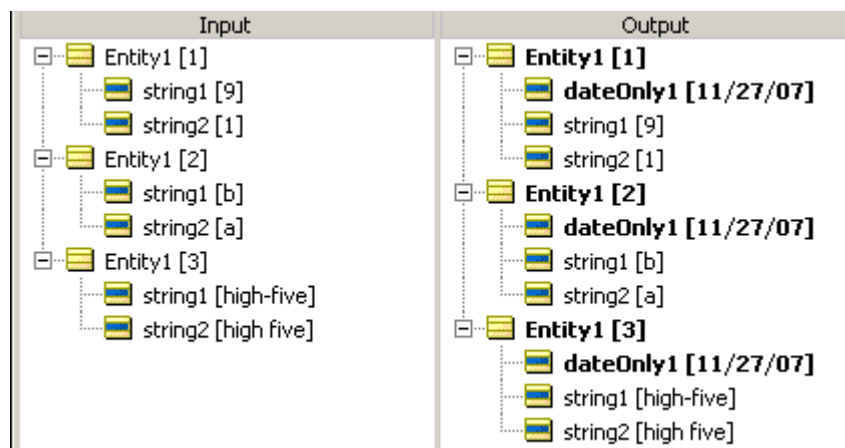 Input
Entity1 [1]
string1 [9]
string2 [1]
Entity1 [2]
string1 [b]
string2 [a]
Entity1 [3]
string1 [high-five]
string2 [high five]
Output
Entity1 [1]
dateOnly1 [11/27/07]
string1 [9]
string2 [1]
Entity1 [2]
dateOnly1 [11/27/07]
string1 [b]
string2 [a]
Entity1 [3]
dateOnly1 [11/27/07]
string1 [high-five]
string2 [high five]